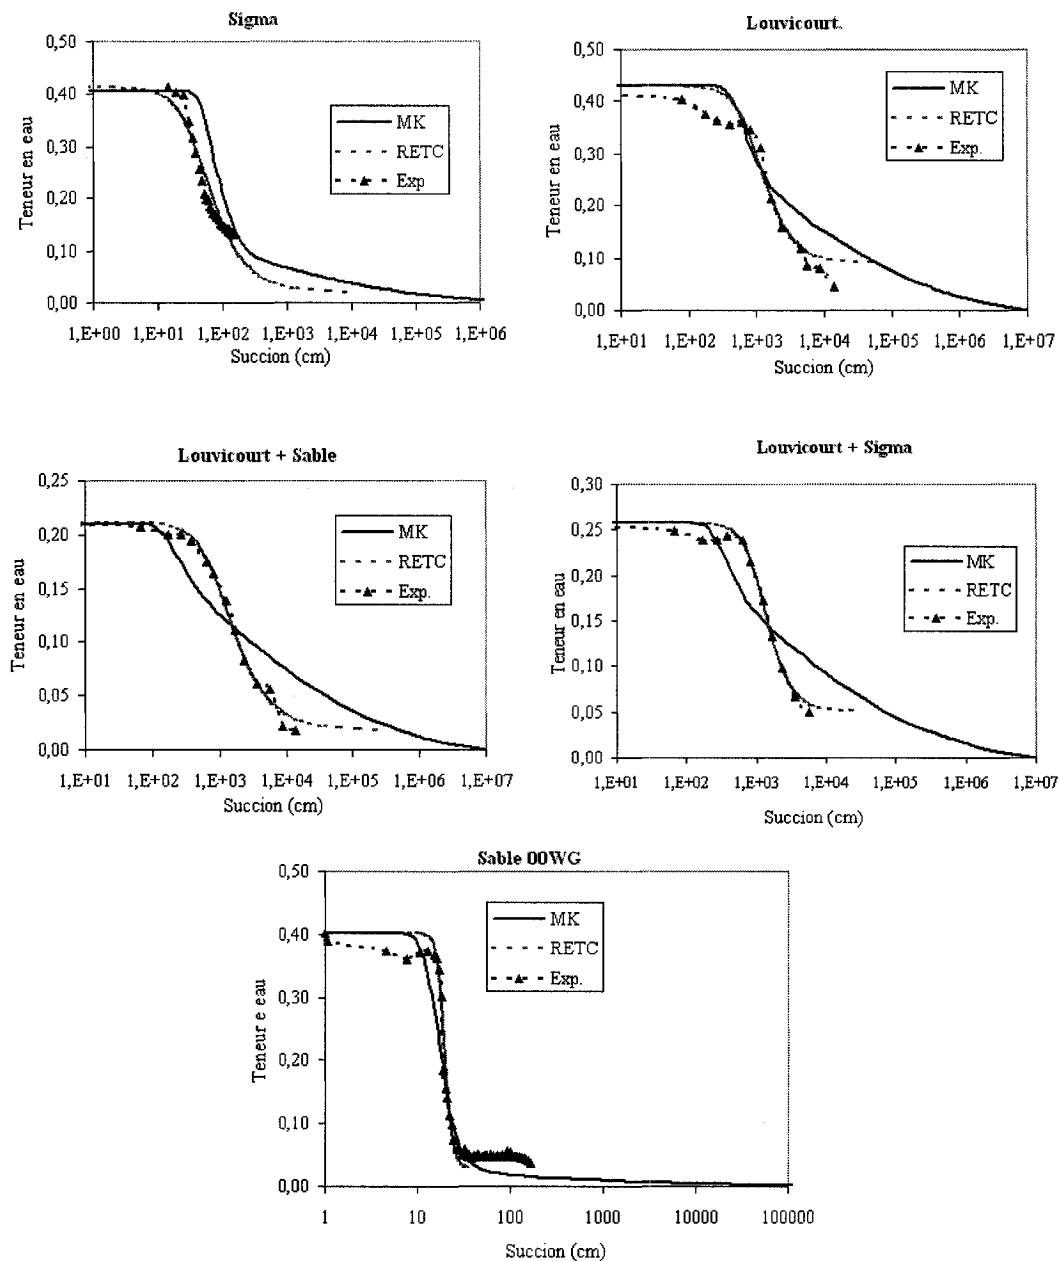 Sigma
0,50
0,40
0,30
0,20
0,10
0,00
Teneur en eau
MK
RETC
Exp
1,E+00 1,E+01 1,E+02 1,E+03 1,E+04 1,E+05 1,E+06
Succion (cm)
Louvicourt.
0,50
0,40
0,30
0,20
0,10
0,00
Teneur en eau
MK
RETC
Exp.
1,E+01 1,E+02 1,E+03 1,E+04 1,E+05 1,E+06 1,E+07
Succion (cm)
Louvicourt + Sable
0,25
0,20
0,15
0,10
0,05
0,00
Teneur en eau
MK
RETC
Exp.
1,E+01 1,E+02 1,E+03 1,E+04 1,E+05 1,E+06 1,E+07
Succion (cm)
Louvicourt + Sigma
0,30
0,25
0,20
0,15
0,10
0,05
0,00
Teneur en eau
MK
RETC
Exp.
1,E+01 1,E+02 1,E+03 1,E+04 1,E+05 1,E+06 1,E+07
Succion (cm)
Sable 00WG
0,50
0,40
0,30
0,20
0,10
0,00
Teneur e eau
MK
RETC
Exp.
1 10 100 1000 10000 100000
Succion (cm)